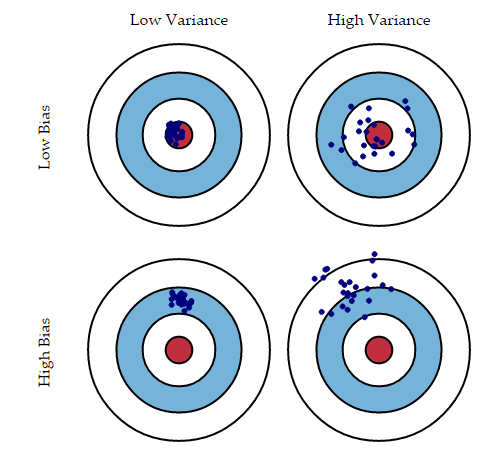 Low Variance
High Variance
Low Bias
High Bias